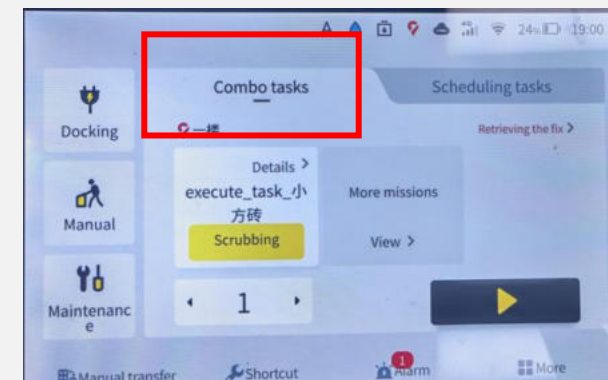 24% 19:00
Combo tasks
Scheduling tasks
Docking
一楼
Retrieving the fix >
Details >
execute_task_小
方砖
More missions
Manual
Scrubbing
View >
Maintenanc
e
1
1
Manual transfer
Shortcut
Alarm
More